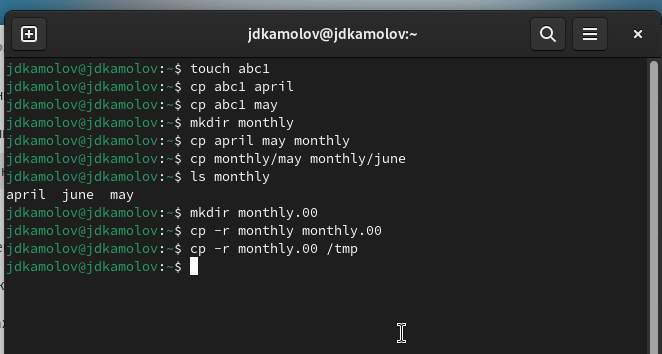 jdkamolov@jdkamolov:~
jdkamolov@jdkamolov:~$ touch abc1
jdkamolov@jdkamolov:~$ cp abc1 april
jdkamolov@jdkamolov:~$ cp abc1 may
jdkamolov@jdkamolov:~$ mkdir monthly
jdkamolov@jdkamolov:~$ cp april may monthly
jdkamolov@jdkamolov:~$ cp monthly/may monthly/june
jdkamolov@jdkamolov:~$ ls monthly
april  june  may
jdkamolov@jdkamolov:~$ mkdir monthly.00
jdkamolov@jdkamolov:~$ cp -r monthly monthly.00
jdkamolov@jdkamolov:~$ cp -r monthly.00 /tmp
jdkamolov@jdkamolov:~$